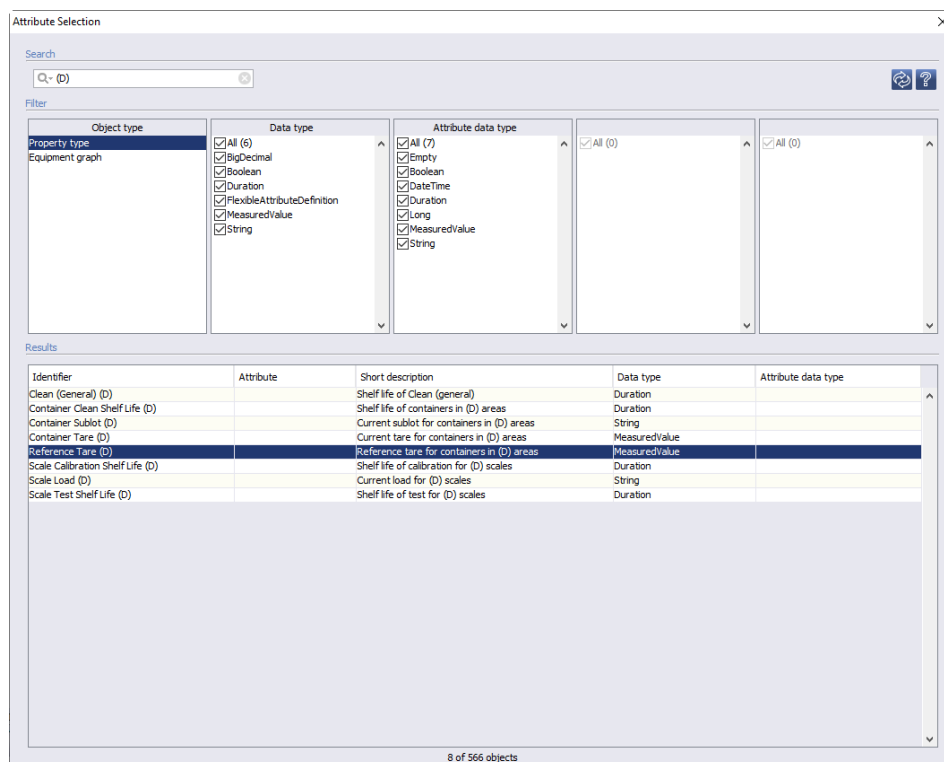 Attribute Selection
Search
(D)
Filter
Object type Data type Attribute data type
Property type All (6) All (7) All (0) All (0)
Equipment graph BigDecimal Empty
Boolean Boolean
Duration DateTime
FlexibleAttributeDefinition Duration
MeasuredValue Long
String MeasuredValue
String
Results
Identifier Attribute Short description Data type Attribute data type
Clean (General) (D) Shelf life of Clean (general) Duration
Container Clean Shelf Life (D) Shelf life of containers in (D) areas Duration
Container Sublot (D) Current sublot for containers in (D) areas String
Container Tare (D) Current tare for containers in (D) areas MeasuredValue
Reference Tare (D) Reference tare for containers in (D) areas MeasuredValue
Scale Calibration Shelf Life (D) Shelf life of calibration for (D) scales Duration
Scale Load (D) Current load for (D) scales String
Scale Test Shelf Life (D) Shelf life of test for (D) scales Duration
8 of 566 objects